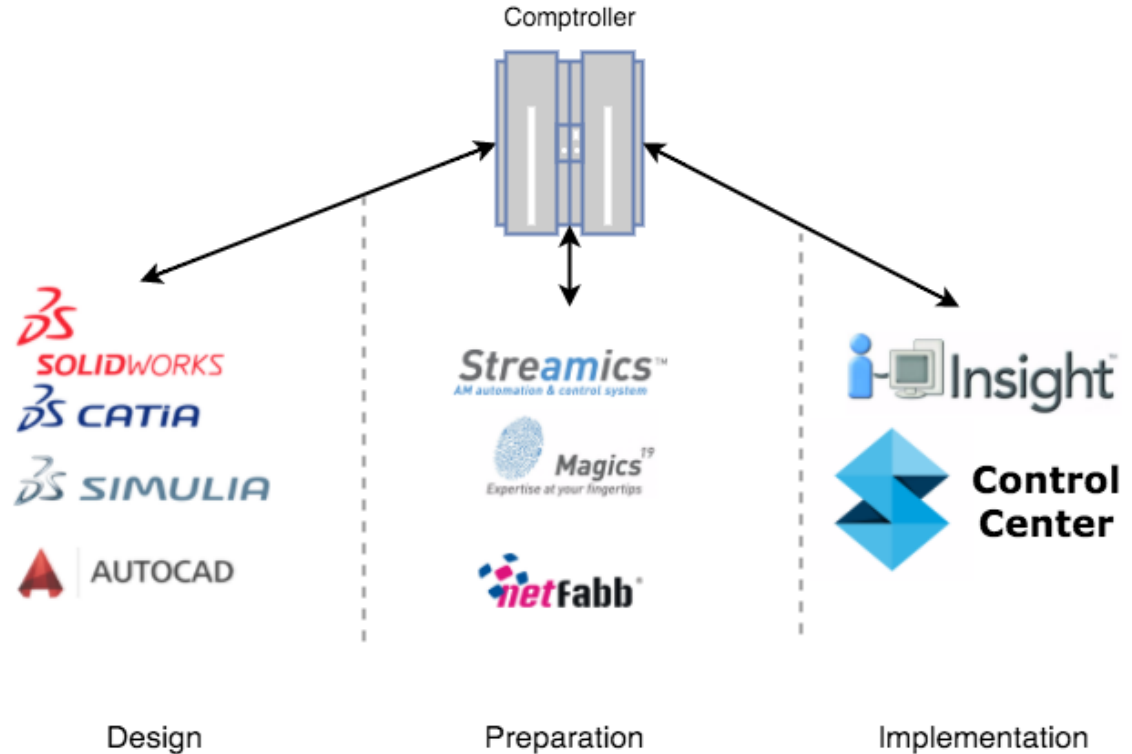 Comptroller
SOLIDWORKS
CATIA
SIMULIA
AUTOCAD
Streamics™
AM automation & control system
Magics19
Expertise at your fingertips
netfabb®
Insight™
Control
Center
Design
Preparation
Implementation